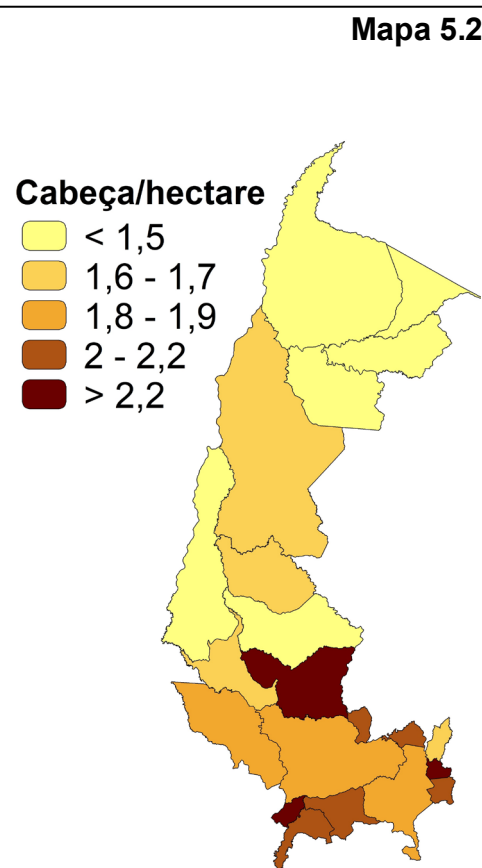 Mapa 5.2
Cabeça/hectare
< 1,5
1,6 - 1,7
1,8 - 1,9
2 - 2,2
> 2,2